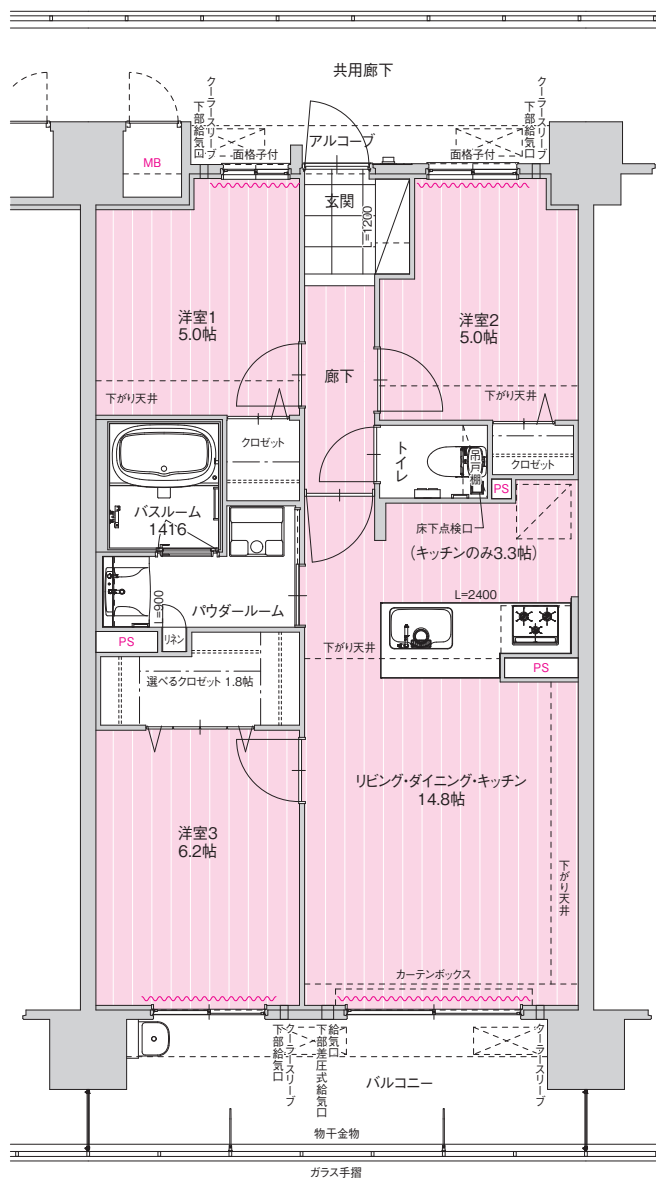 共用廊下
クーラースリーブ
下部給気口
クーラースリーブ
下部給気口
アルコーブ
面格子付
面格子付
MB
玄関
L=1200
洋室1
5.0帖
洋室2
5.0帖
廊下
下がり天井
下がり天井
クロゼット
トイレ
吊戸棚
クロゼット
PS
バスルーム
1416
床下点検口
(キッチンのみ3.3帖)
L=2400
L=900
パウダールーム
PS
リネン
下がり天井
PS
選べるクロゼット 1.8帖
リビング・ダイニング・キッチン
14.8帖
洋室3
6.2帖
下がり天井
カーテンボックス
下部給気口
クーラースリーブ
下部差圧式給気口
給気口
クーラースリーブ
バルコニー
物干金物
ガラス手摺